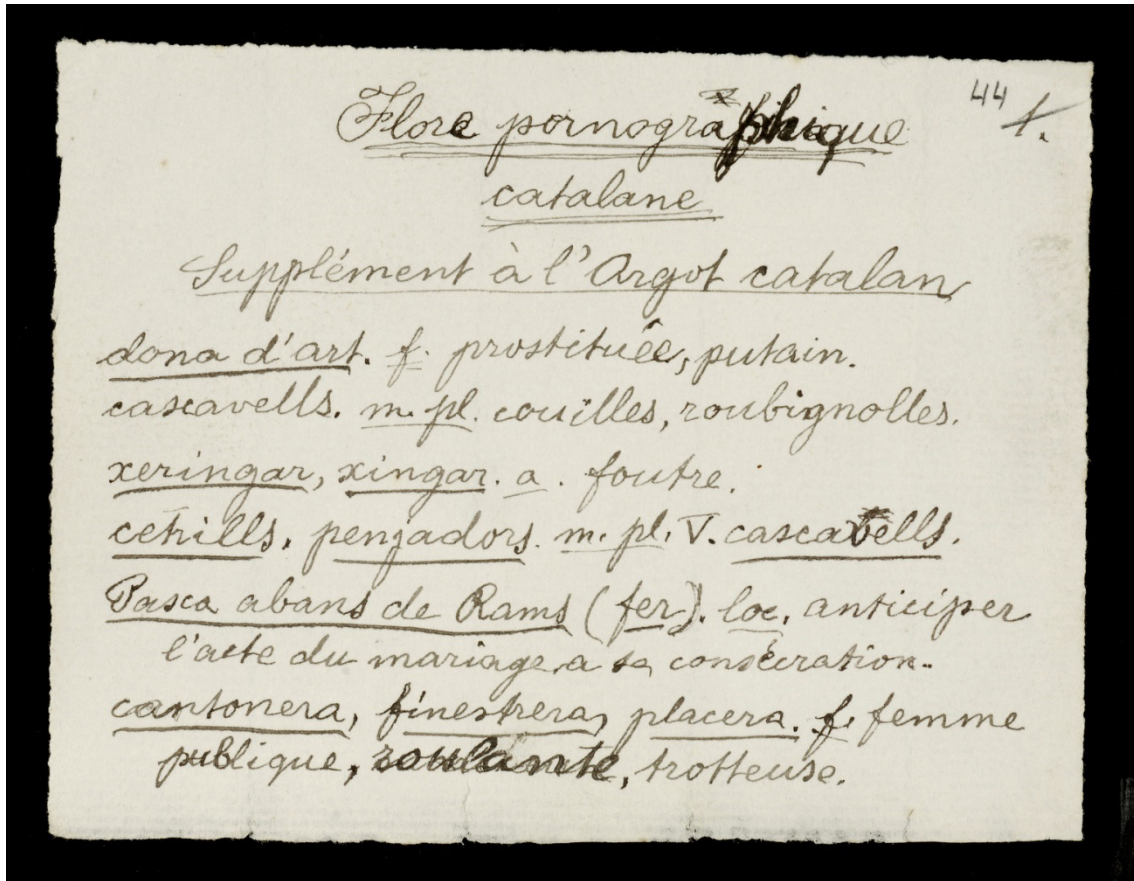 44 1.
Flore pornographique
catalane
Supplément à l'Argot catalan
dona d'art. f. prostituée, putain.
cascavells. m. pl. couilles, roubignolles.
xeringar, xingar. a. foutre.
cetrills, penjadors. m. pl. V. cascabells.
Pasca abans de Rams (fer). loc. anticiper
l'acte du mariage a sa consécration.
cantonera, finestrera, placera. f. femme
publique, roulante, trotteuse.